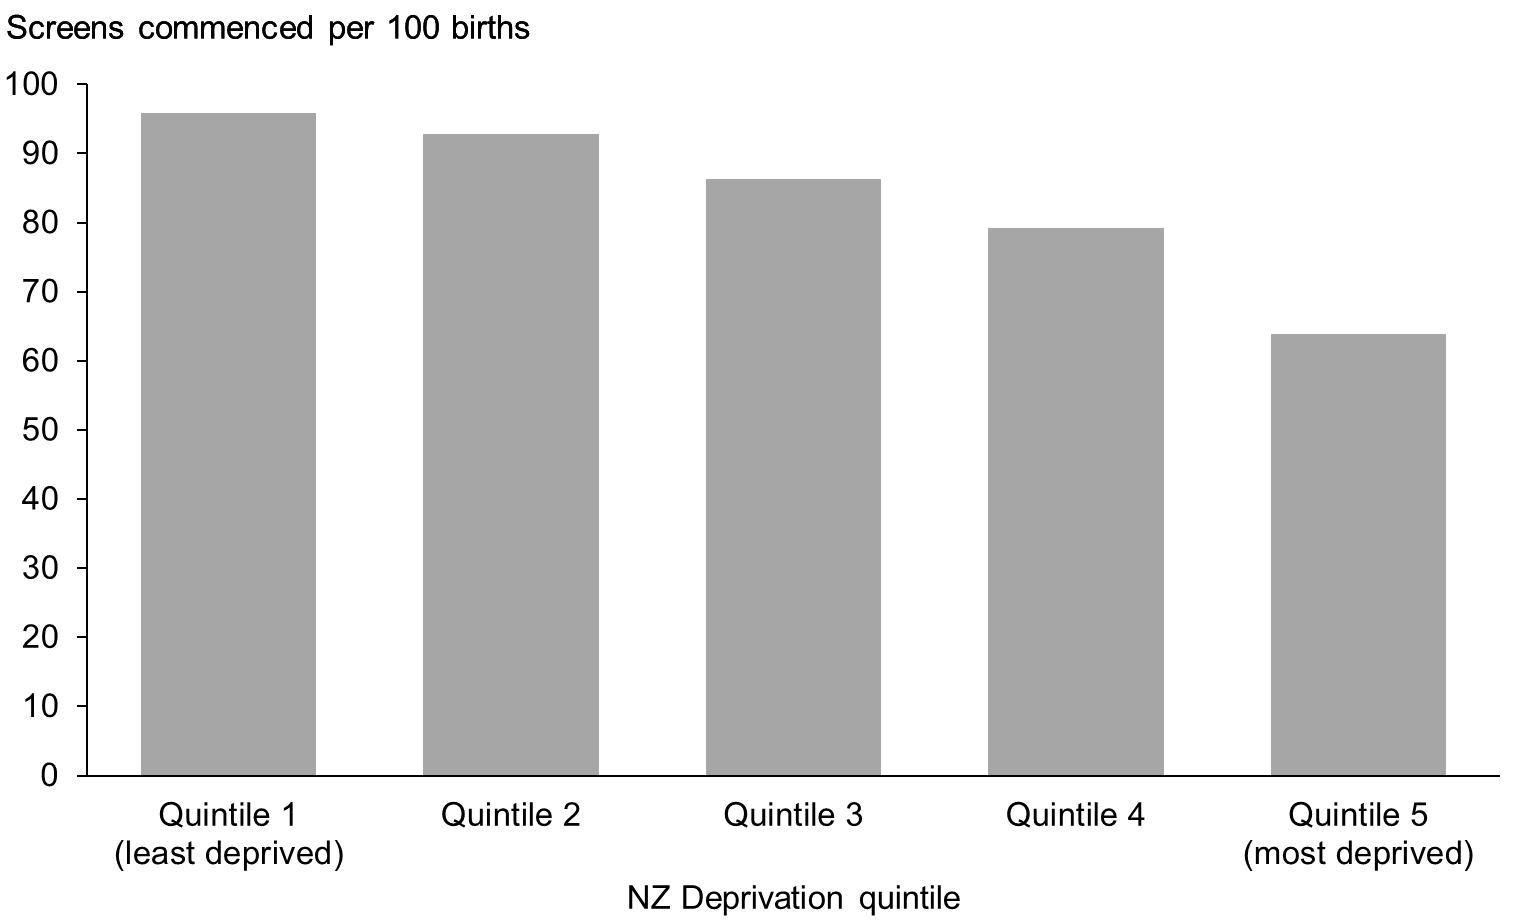 Screens commenced per 100 births
100
90
80
70
60
50
40
30
20
10
0
Quintile 1 Quintile 2 Quintile 3 Quintile 4 Quintile 5
(least deprived) (most deprived)
NZ Deprivation quintile